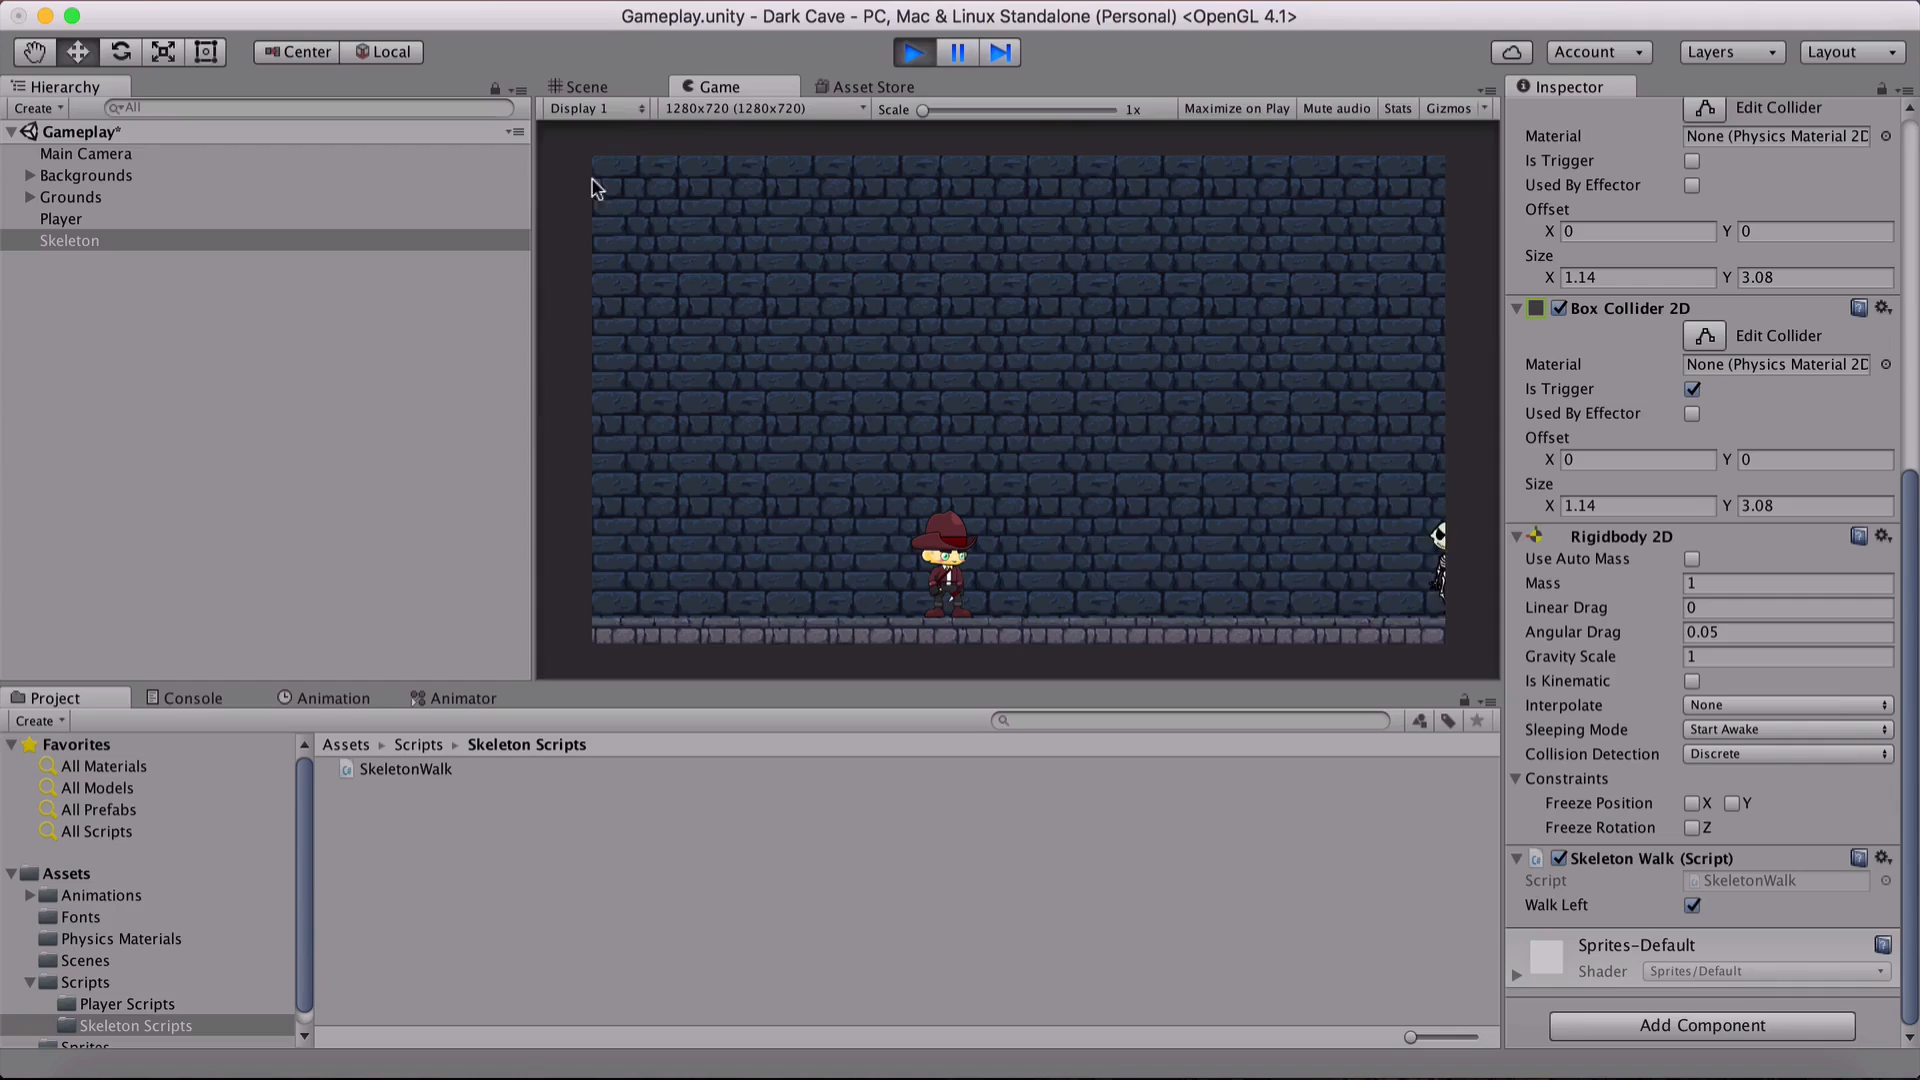 Gameplay.unity - Dark Cave - PC, Mac & Linux Standalone (Personal) <OpenGL 4.1>
Center Local Account Layers Layout
Hierarchy
Create All
Gameplay*
Main Camera
Backgrounds
Grounds
Player
Skeleton
Scene Game Asset Store
Display 1 1280x720 (1280x720) Scale 1x Maximize on Play Mute audio Stats Gizmos
Inspector
Edit Collider
Material None (Physics Material 2D
Is Trigger
Used By Effector
Offset
X 0 Y 0
Size
X 1.14 Y 3.08
Box Collider 2D
Edit Collider
Material None (Physics Material 2D
Is Trigger
Used By Effector
Offset
X 0 Y 0
Size
X 1.14 Y 3.08
Rigidbody 2D
Use Auto Mass
Mass 1
Linear Drag 0
Angular Drag 0.05
Gravity Scale 1
Is Kinematic
Interpolate None
Sleeping Mode Start Awake
Collision Detection Discrete
Constraints
Freeze Position X Y
Freeze Rotation Z
Skeleton Walk (Script)
Script SkeletonWalk
Walk Left
Sprites-Default
Shader Sprites/Default
Add Component
Project Console Animation Animator
Create
Favorites
All Materials
All Models
All Prefabs
All Scripts
Assets
Animations
Fonts
Physics Materials
Scenes
Scripts
Player Scripts
Skeleton Scripts
Sprites
Assets Scripts Skeleton Scripts
SkeletonWalk